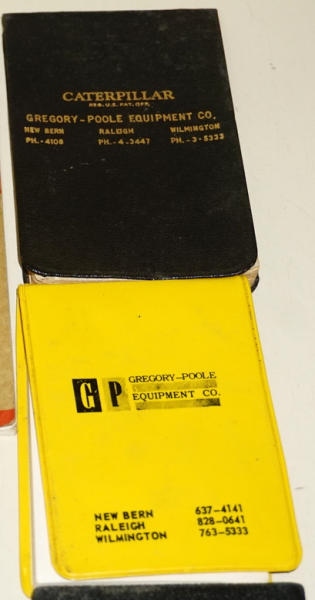 CATERPILLAR
REG. U.S. PAT. OFF.
GREGORY-POOLE EQUIPMENT CO.
NEW BERN RALEIGH WILMINGTON
PH.-4108 PH.-4-3447 PH.-3-5333
GP GREGORY-POOLE
EQUIPMENT CO.
NEW BERN 637-4141
RALEIGH 828-0641
WILMINGTON 763-5333